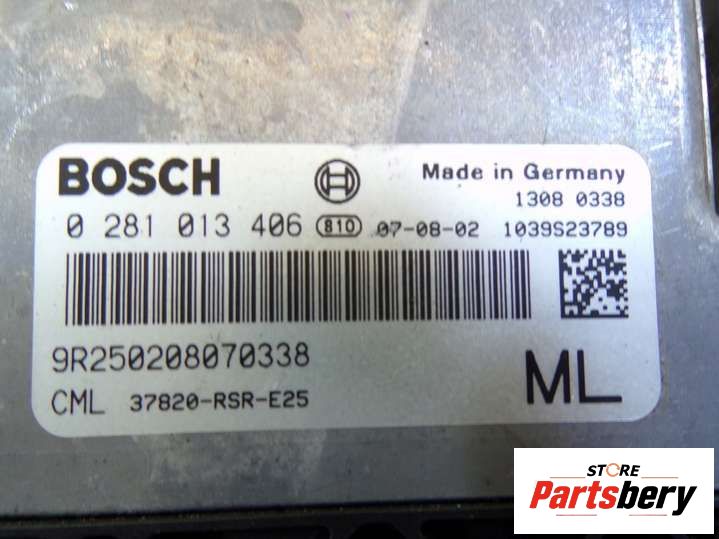 BOSCH Made in Germany
1308 0338
0 281 013 406 810 07-08-02 1039S23789
9R250208070338
CML 37820-RSR-E25 ML
STORE
Partsbery